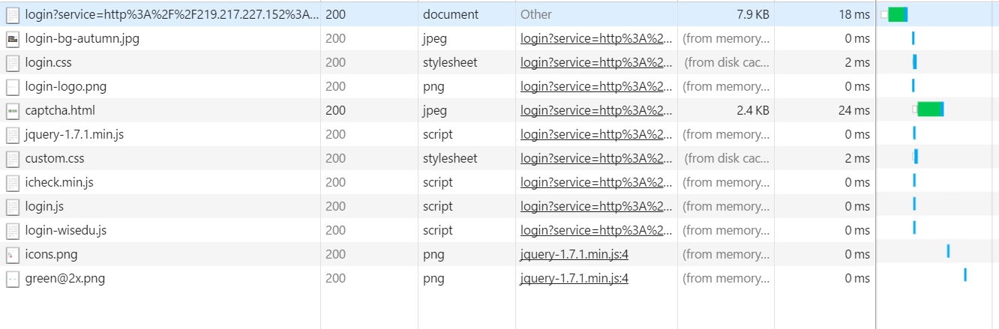 login?service=http%3A%2F%2F219.217.227.152%3A... 200 document Other 7.9 KB 18 ms
login-bg-autumn.jpg 200 jpeg login?service=http%3A%2... (from memory... 0 ms
login.css 200 stylesheet login?service=http%3A%2... (from disk cac... 2 ms
login-logo.png 200 png login?service=http%3A%2... (from memory... 0 ms
captcha.html 200 jpeg login?service=http%3A%2... 2.4 KB 24 ms
jquery-1.7.1.min.js 200 script login?service=http%3A%2... (from memory... 0 ms
custom.css 200 stylesheet login?service=http%3A%2... (from disk cac... 2 ms
icheck.min.js 200 script login?service=http%3A%2... (from memory... 0 ms
login.js 200 script login?service=http%3A%2... (from memory... 0 ms
login-wisedu.js 200 script login?service=http%3A%2... (from memory... 0 ms
icons.png 200 png jquery-1.7.1.min.js:4 (from memory... 0 ms
green@2x.png 200 png jquery-1.7.1.min.js:4 (from memory... 0 ms